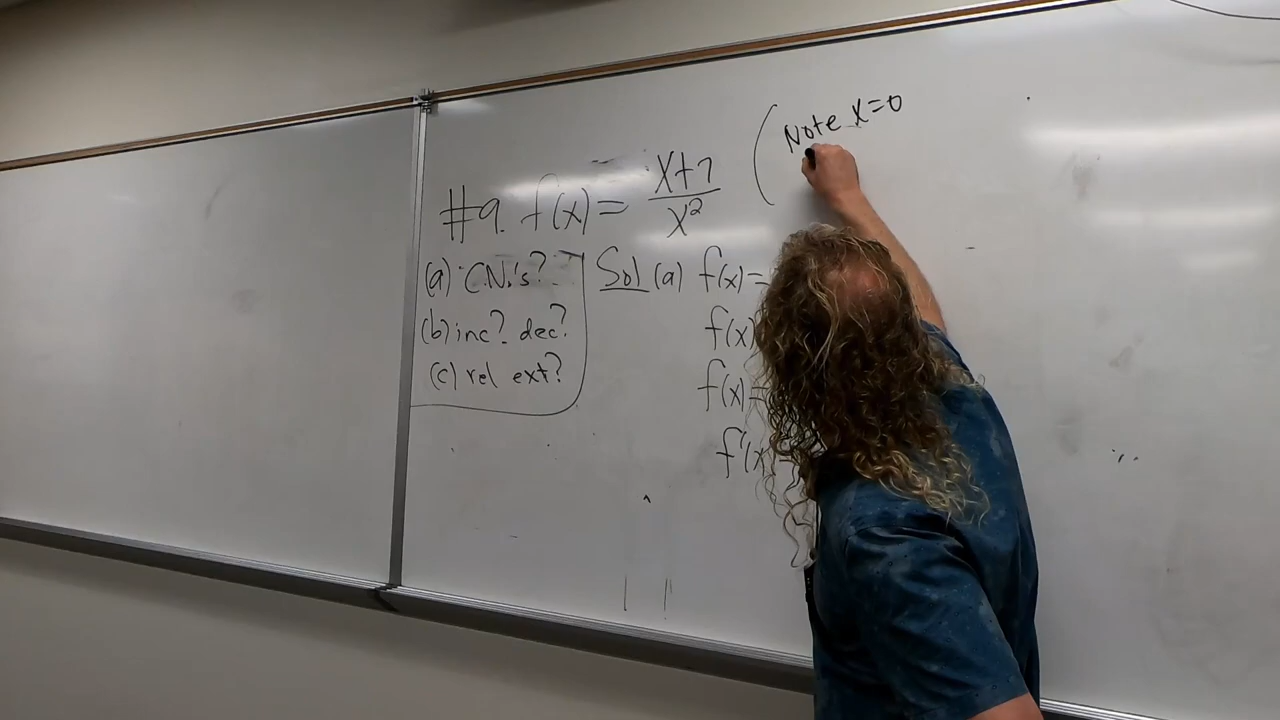 (Note x=0
#9. f(x) = x+7/x²
(a) C.N.'s?
(b) inc? dec?
(c) rel ext?
Sol (a) f(x)=
f(x)
f(x)=
f'(x)=